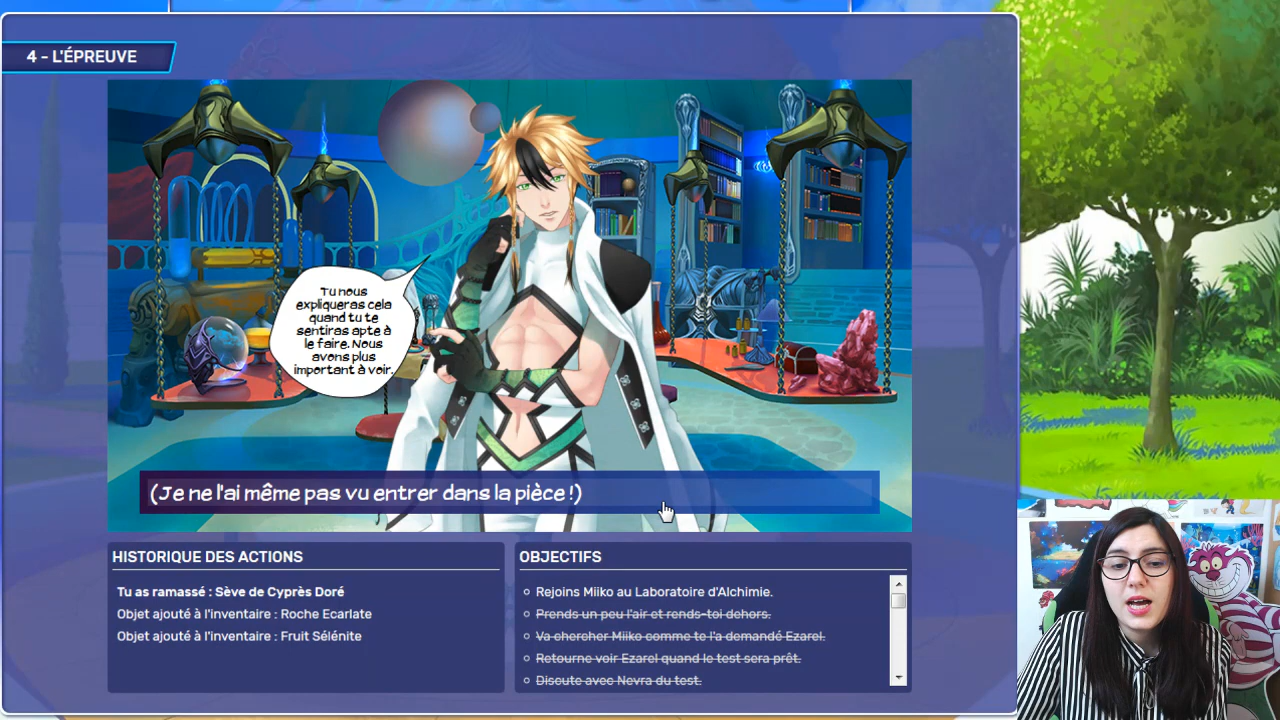 4 - L'ÉPREUVE
Tu nous
expliqueras cela
quand tu te
sentiras apte à
le faire. Nous
avons plus
important à voir.
(Je ne l'ai même pas vu entrer dans la pièce !)
HISTORIQUE DES ACTIONS
Tu as ramassé : Sève de Cyprès Doré
Objet ajouté à l'inventaire : Roche Ecarlate
Objet ajouté à l'inventaire : Fruit Sélénite
OBJECTIFS
Rejoins Miiko au Laboratoire d'Alchimie.
Prends un peu l'air et rends-toi dehors.
Va chercher Miiko comme te l'a demandé Ezarel.
Retourne voir Ezarel quand le test sera prêt.
Discute avec Nevra du test.